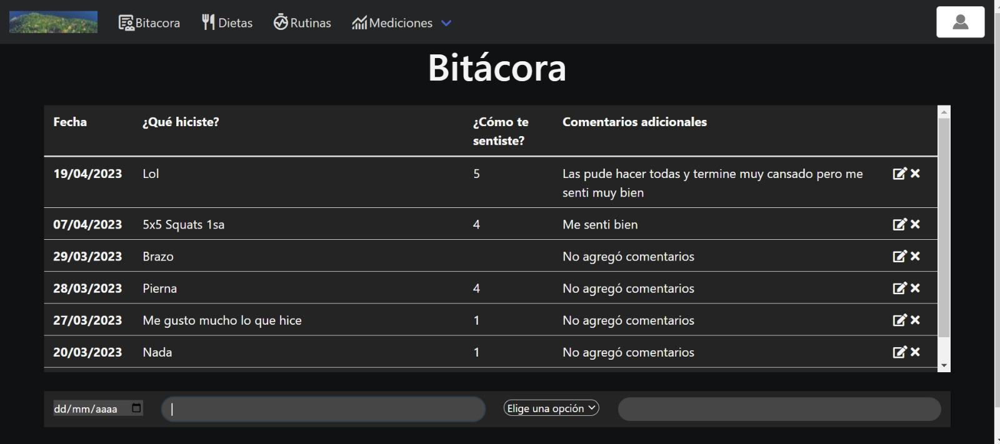 Bitacora Dietas Rutinas Mediciones
Bitácora
Fecha ¿Qué hiciste? ¿Cómo te sentiste? Comentarios adicionales
19/04/2023 Lol 5 Las pude hacer todas y termine muy cansado pero me
senti muy bien
07/04/2023 5x5 Squats 1sa 4 Me senti bien
29/03/2023 Brazo No agregó comentarios
28/03/2023 Pierna 4 No agregó comentarios
27/03/2023 Me gusto mucho lo que hice 1 No agregó comentarios
20/03/2023 Nada 1 No agregó comentarios
dd/mm/aaaa Elige una opción